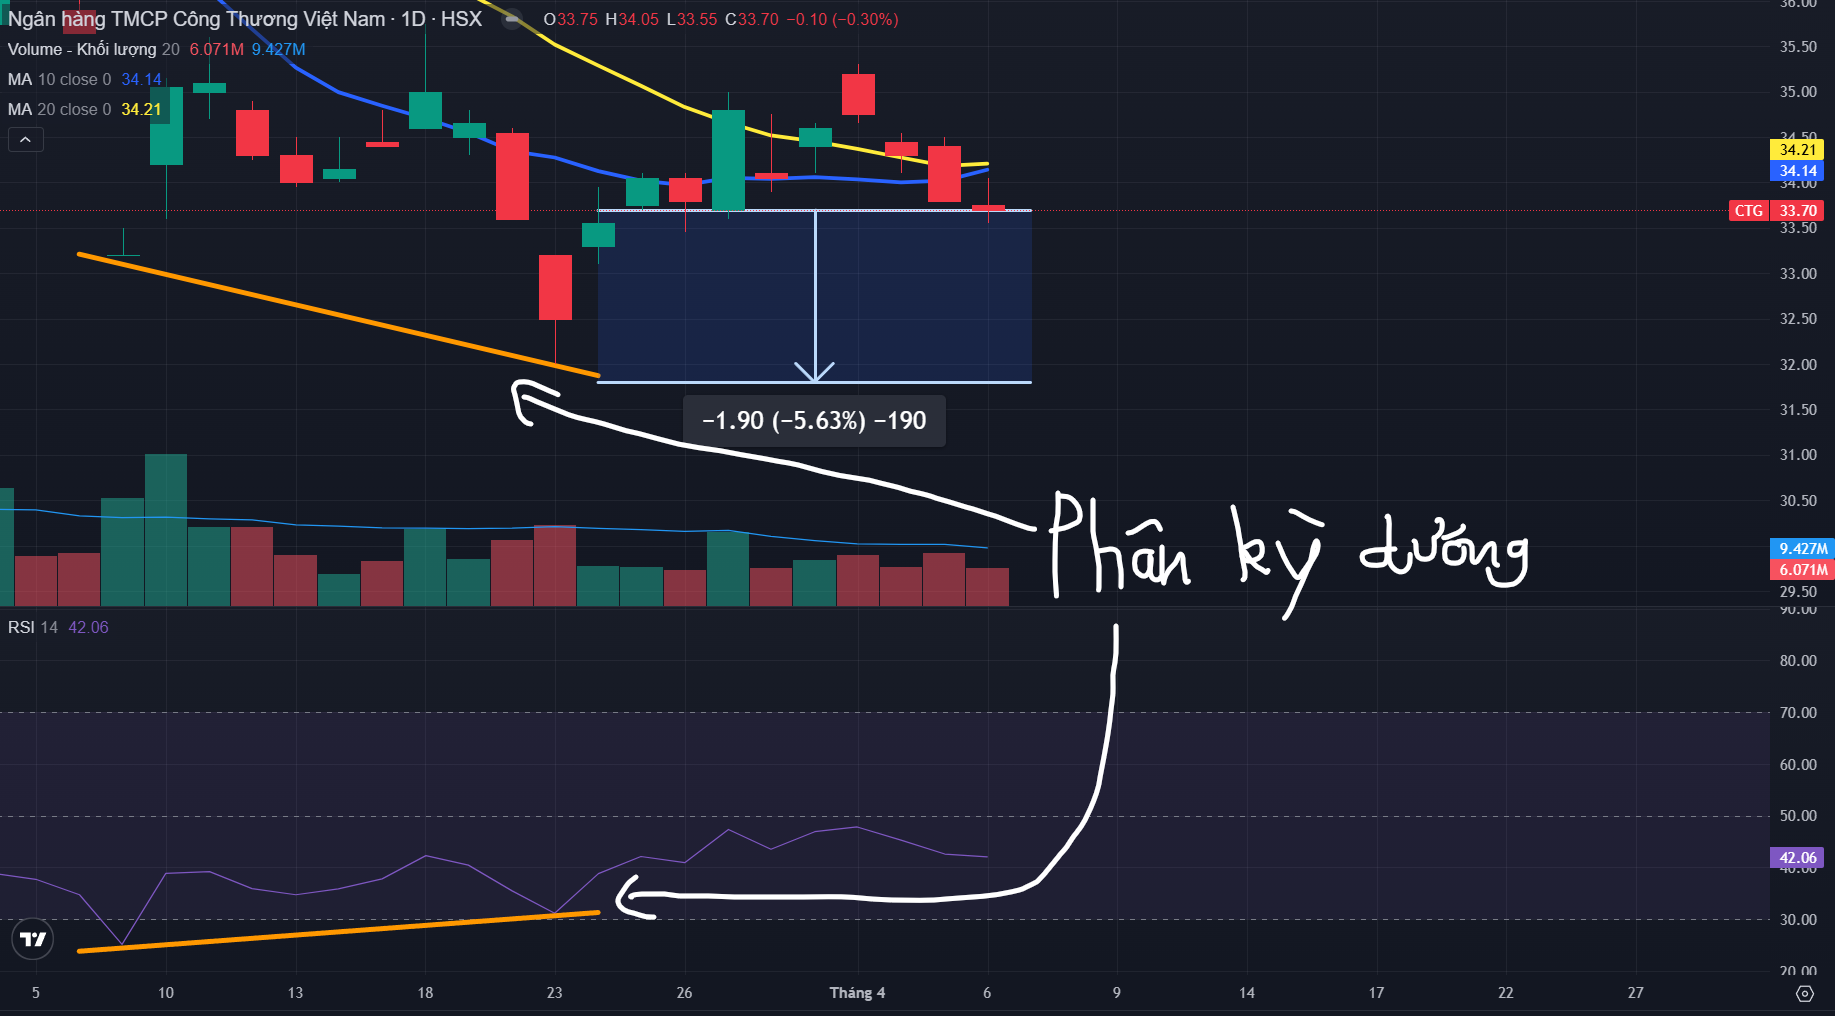 Ngân hàng TMCP Công Thương Việt Nam · 1D · HSX O33.75 H34.05 L33.55 C33.70 −0.10 (−0.30%)
Volume - Khối lượng 20 6.071M 9.427M
MA 10 close 0 34.14
MA 20 close 0 34.21
36.00
35.50
35.00
34.50
34.21
34.14
34.00
CTG 33.70
33.50
33.00
32.50
32.00
31.50
31.00
30.50
9.427M
6.071M
29.50
−1.90 (−5.63%) −190
Phân kỳ dương
RSI 14 42.06
90.00
80.00
70.00
60.00
50.00
42.06
40.00
30.00
20.00
5 10 13 18 23 26 Tháng 4 6 9 14 17 22 27